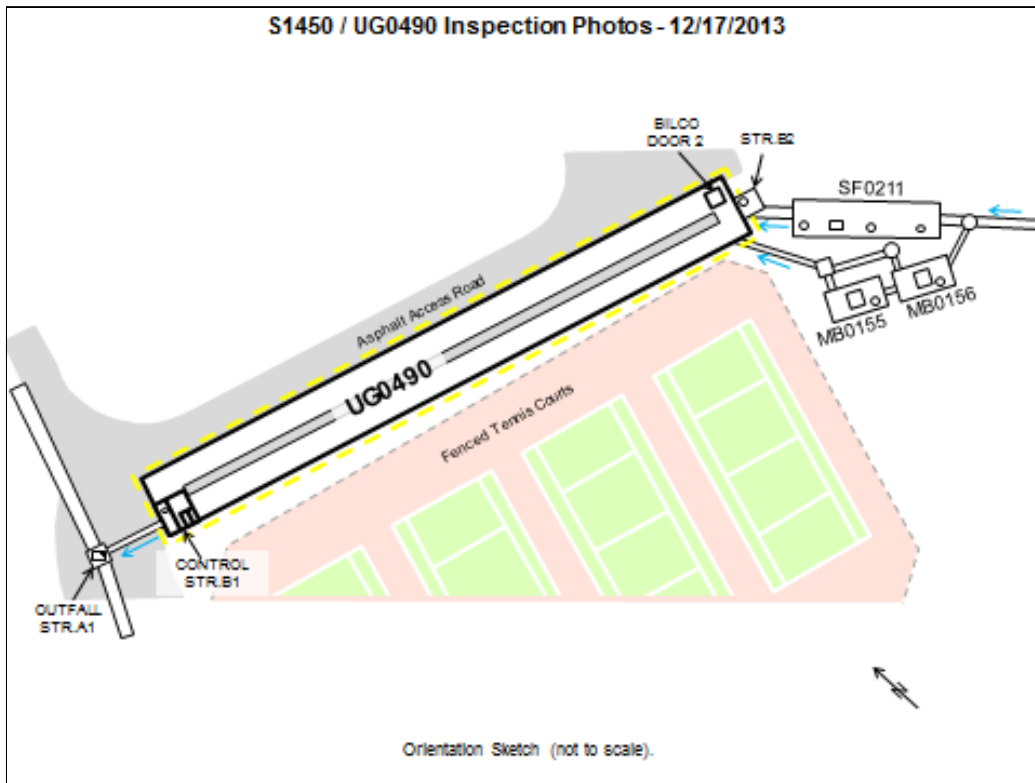 S1450 / UG0490 Inspection Photos - 12/17/2013
BILCO
DOOR 2
STR.B2
SF0211
MB0155
MB0156
Asphalt Access Road
UG0490
Fenced Tennis Courts
CONTROL
STR.B1
OUTFALL
STR.A1
N
Orientation Sketch (not to scale).